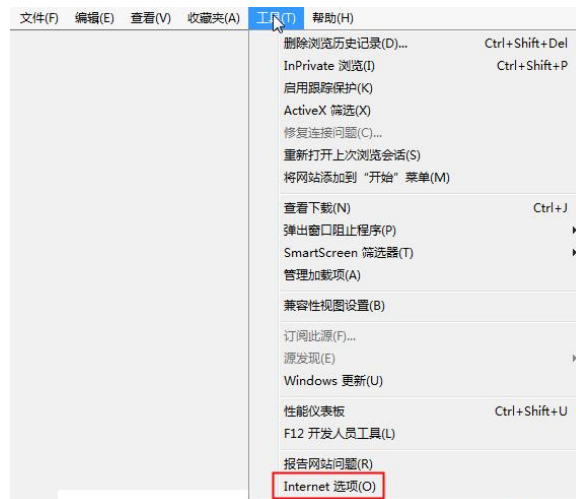 文件(F) 编辑(E) 查看(V) 收藏夹(A) 工具(T) 帮助(H)
删除浏览历史记录(D)... Ctrl+Shift+Del
InPrivate 浏览(I) Ctrl+Shift+P
启用跟踪保护(K)
ActiveX 筛选(X)
修复连接问题(C)...
重新打开上次浏览会话(S)
将网站添加到“开始”菜单(M)
查看下载(N) Ctrl+J
弹出窗口阻止程序(P)
SmartScreen 筛选器(T)
管理加载项(A)
兼容性视图设置(B)
订阅此源(F)...
源发现(E)
Windows 更新(U)
性能仪表板 Ctrl+Shift+U
F12 开发人员工具(L)
报告网站问题(R)
Internet 选项(O)